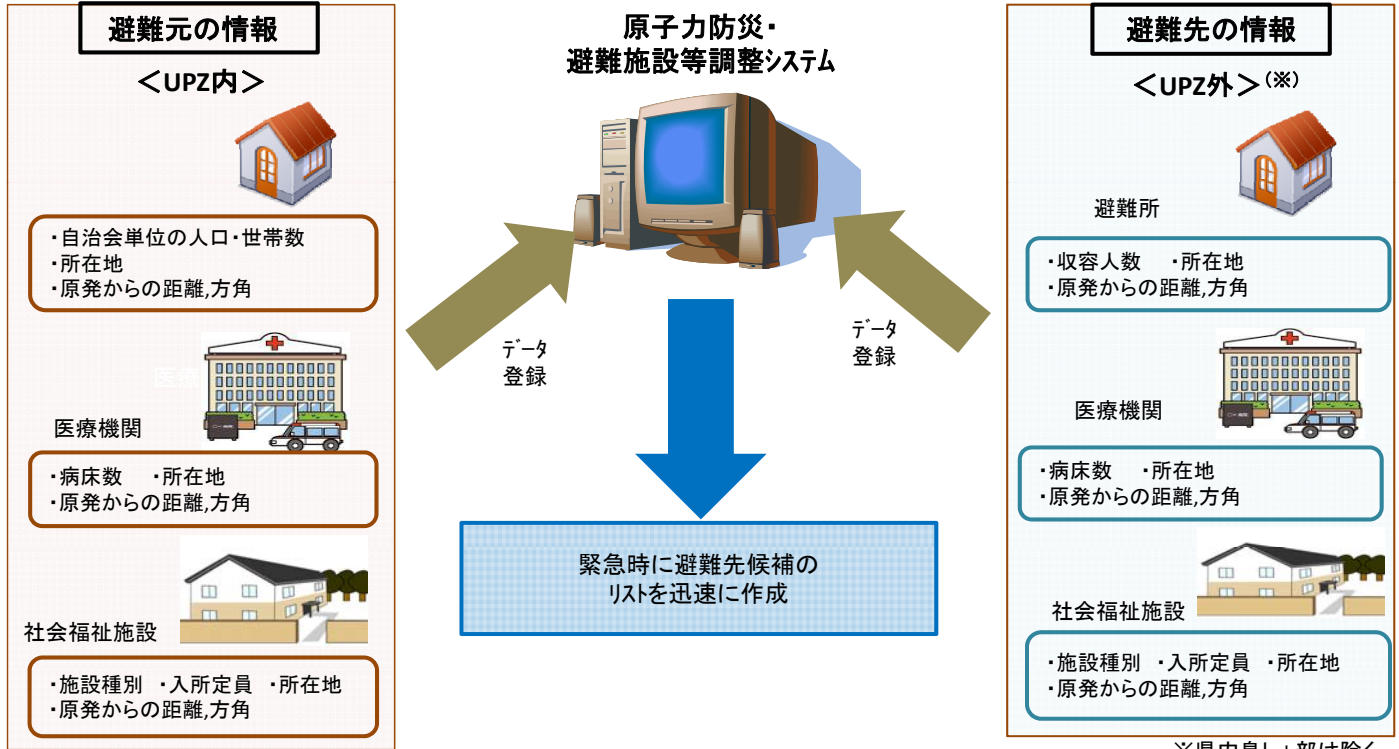 避難元の情報
<UPZ内>
・自治会単位の人口・世帯数
・所在地
・原発からの距離,方角
医療
医療機関
・病床数 ・所在地
・原発からの距離,方角
社会福祉施設
・施設種別 ・入所定員 ・所在地
・原発からの距離,方角
原子力防災・
避難施設等調整システム
データ
登録
データ
登録
緊急時に避難先候補の
リストを迅速に作成
避難先の情報
<UPZ外>(※)
避難所
・収容人数 ・所在地
・原発からの距離,方角
医療機関
・病床数 ・所在地
・原発からの距離,方角
社会福祉施設
・施設種別 ・入所定員 ・所在地
・原発からの距離,方角